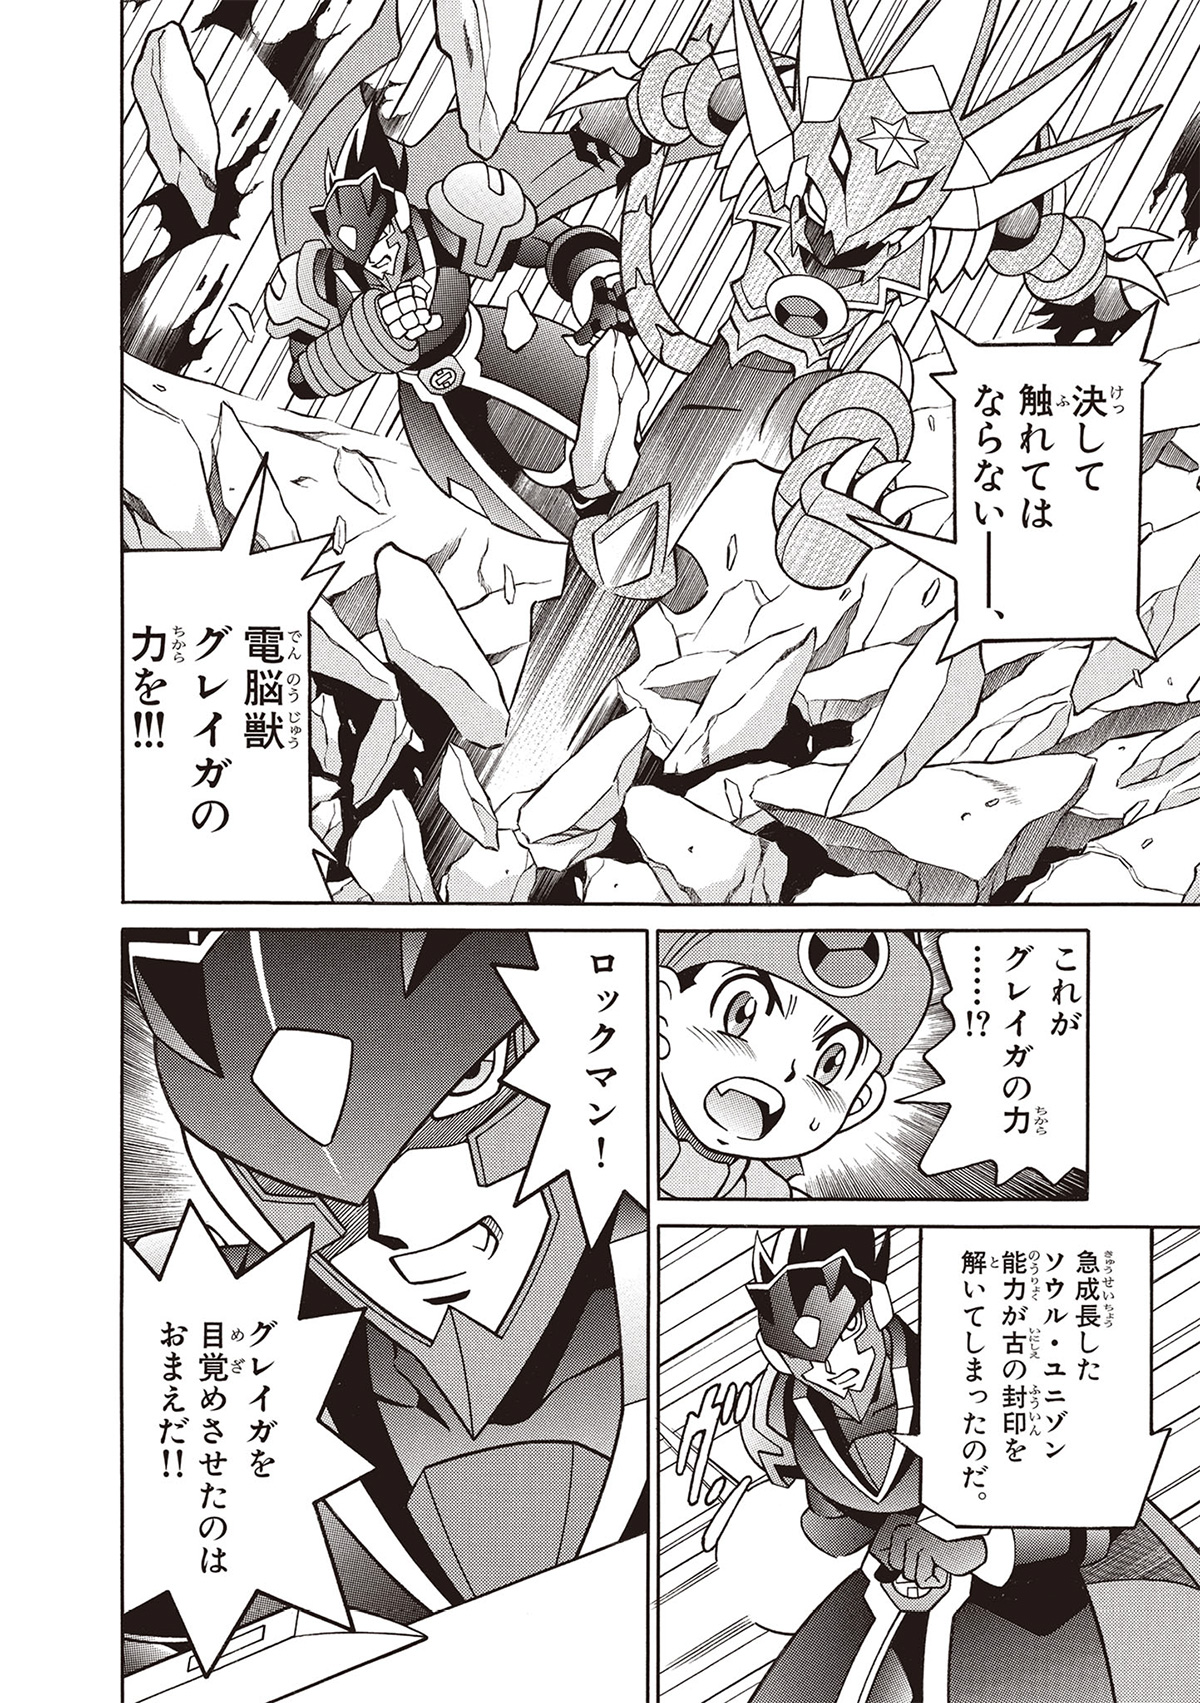 決して
触れては
ならない――、
電脳獣
グレイガの
力を!!!
これが
グレイガの力
……!?
急成長した
ソウル・ユニゾン
能力が古の封印を
解いてしまったのだ。
ググッ
ロックマン!
グレイガを
目覚めさせたのは
おまえだ!!